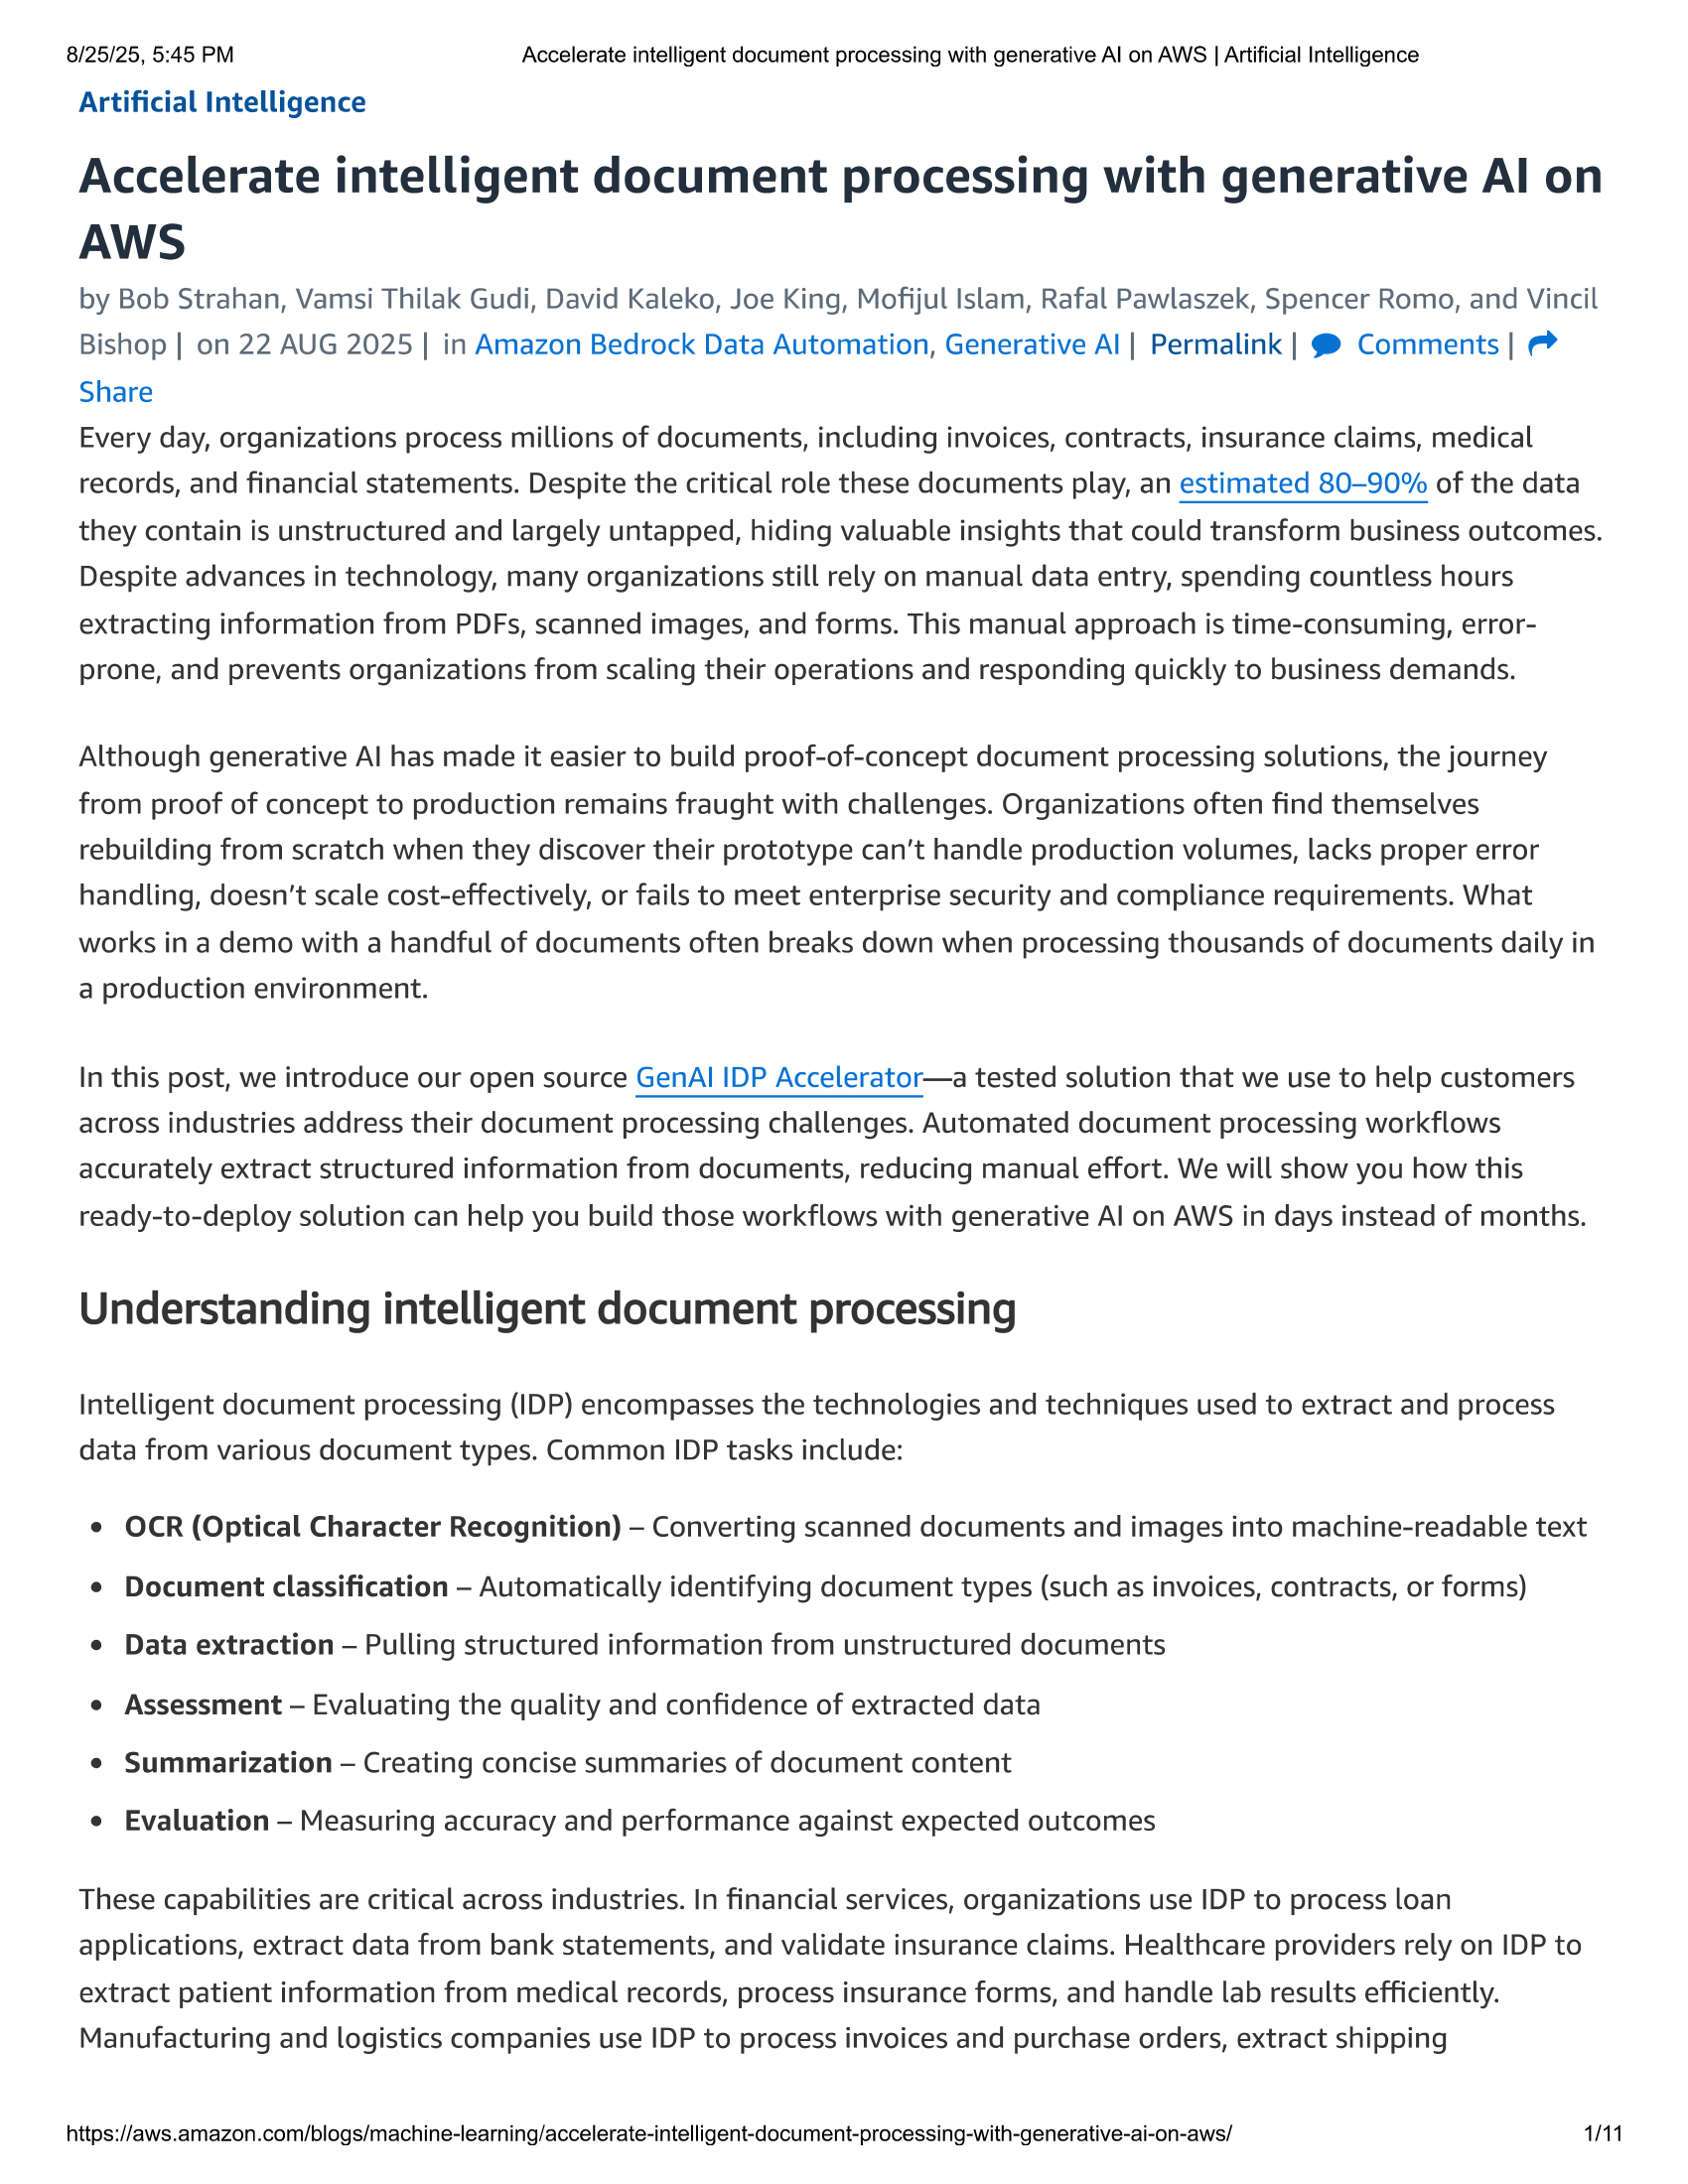 8/25/25, 5:45 PM
Accelerate intelligent document processing with generative AI on AWS | Artificial Intelligence
Artificial Intelligence
Accelerate intelligent document processing with generative AI on
AWS
by Bob Strahan, Vamsi Thilak Gudi, David Kaleko, Joe King, Mofijul Islam, Rafal Pawlaszek, Spencer Romo, and Vincil
Bishop | on 22 AUG 2025 | in Amazon Bedrock Data Automation, Generative AI | Permalink | Comments |
Share
Every day, organizations process millions of documents, including invoices, contracts, insurance claims, medical
records, and financial statements. Despite the critical role these documents play, an estimated 80–90% of the data
they contain is unstructured and largely untapped, hiding valuable insights that could transform business outcomes.
Despite advances in technology, many organizations still rely on manual data entry, spending countless hours
extracting information from PDFs, scanned images, and forms. This manual approach is time-consuming, error-
prone, and prevents organizations from scaling their operations and responding quickly to business demands.
Although generative AI has made it easier to build proof-of-concept document processing solutions, the journey
from proof of concept to production remains fraught with challenges. Organizations often find themselves
rebuilding from scratch when they discover their prototype can’t handle production volumes, lacks proper error
handling, doesn’t scale cost-effectively, or fails to meet enterprise security and compliance requirements. What
works in a demo with a handful of documents often breaks down when processing thousands of documents daily in
a production environment.
In this post, we introduce our open source GenAI IDP Accelerator—a tested solution that we use to help customers
across industries address their document processing challenges. Automated document processing workflows
accurately extract structured information from documents, reducing manual effort. We will show you how this
ready-to-deploy solution can help you build those workflows with generative AI on AWS in days instead of months.
Understanding intelligent document processing
Intelligent document processing (IDP) encompasses the technologies and techniques used to extract and process
data from various document types. Common IDP tasks include:
• OCR (Optical Character Recognition) – Converting scanned documents and images into machine-readable text
• Document classification – Automatically identifying document types (such as invoices, contracts, or forms)
• Data extraction – Pulling structured information from unstructured documents
• Assessment – Evaluating the quality and confidence of extracted data
• Summarization – Creating concise summaries of document content
• Evaluation – Measuring accuracy and performance against expected outcomes
These capabilities are critical across industries. In financial services, organizations use IDP to process loan
applications, extract data from bank statements, and validate insurance claims. Healthcare providers rely on IDP to
extract patient information from medical records, process insurance forms, and handle lab results efficiently.
Manufacturing and logistics companies use IDP to process invoices and purchase orders, extract shipping
https://aws.amazon.com/blogs/machine-learning/accelerate-intelligent-document-processing-with-generative-ai-on-aws/
1/11